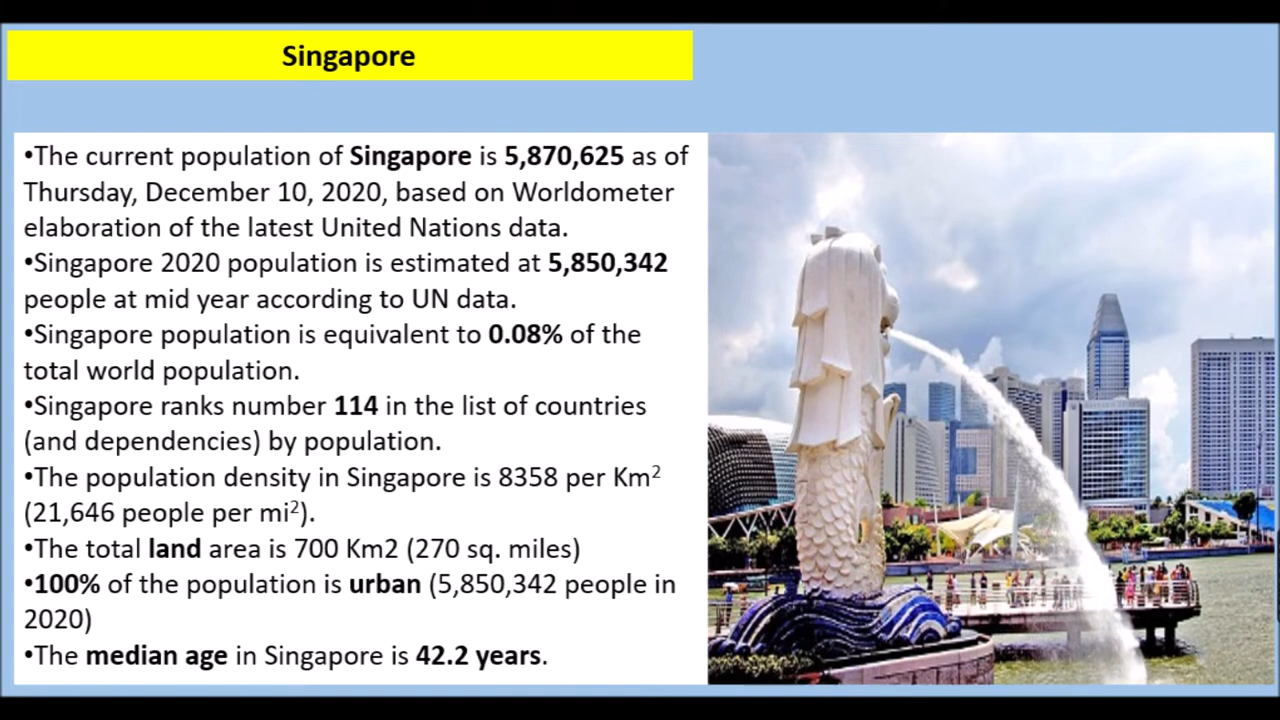 Singapore
•The current population of Singapore is 5,870,625 as of
Thursday, December 10, 2020, based on Worldometer
elaboration of the latest United Nations data.
•Singapore 2020 population is estimated at 5,850,342
people at mid year according to UN data.
•Singapore population is equivalent to 0.08% of the
total world population.
•Singapore ranks number 114 in the list of countries
(and dependencies) by population.
•The population density in Singapore is 8358 per Km²
(21,646 people per mi²).
•The total land area is 700 Km2 (270 sq. miles)
•100% of the population is urban (5,850,342 people in
2020)
•The median age in Singapore is 42.2 years.